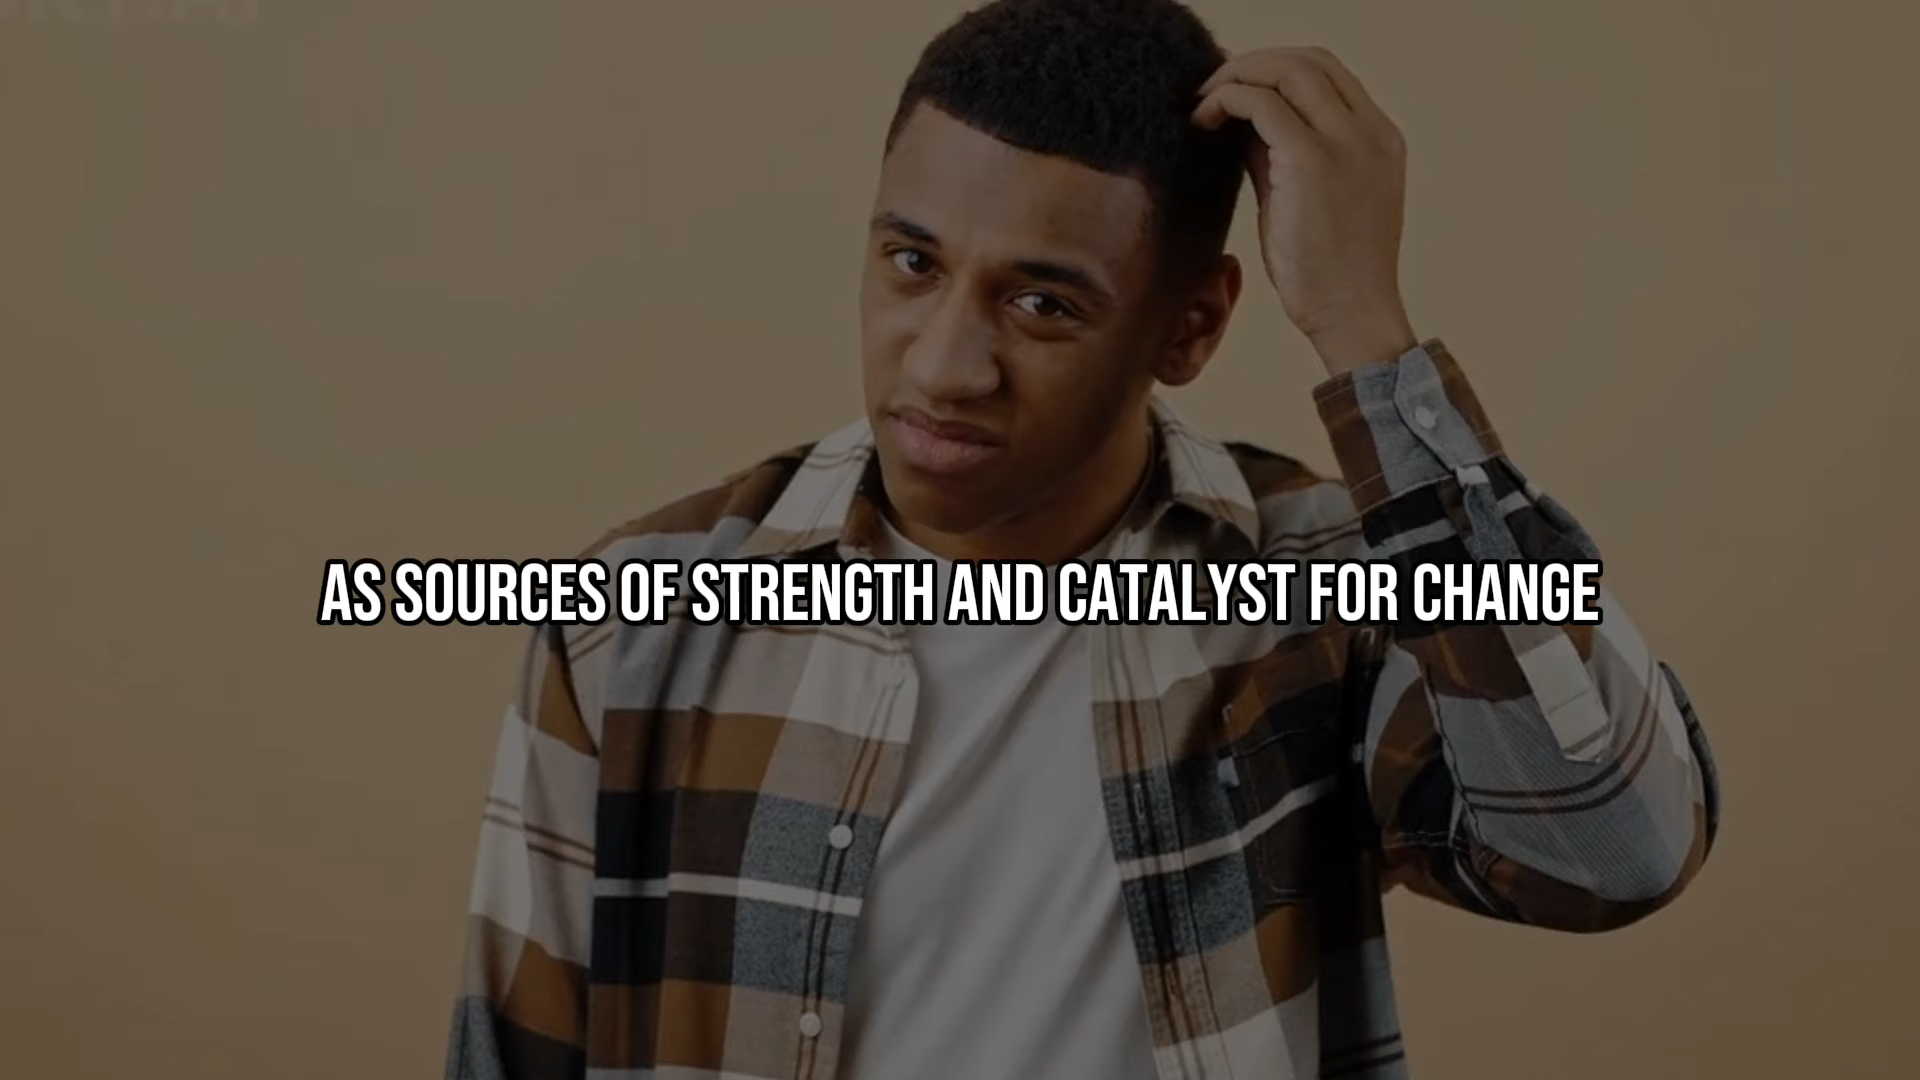 AS SOURCES OF STRENGTH AND CATALYST FOR CHANGE